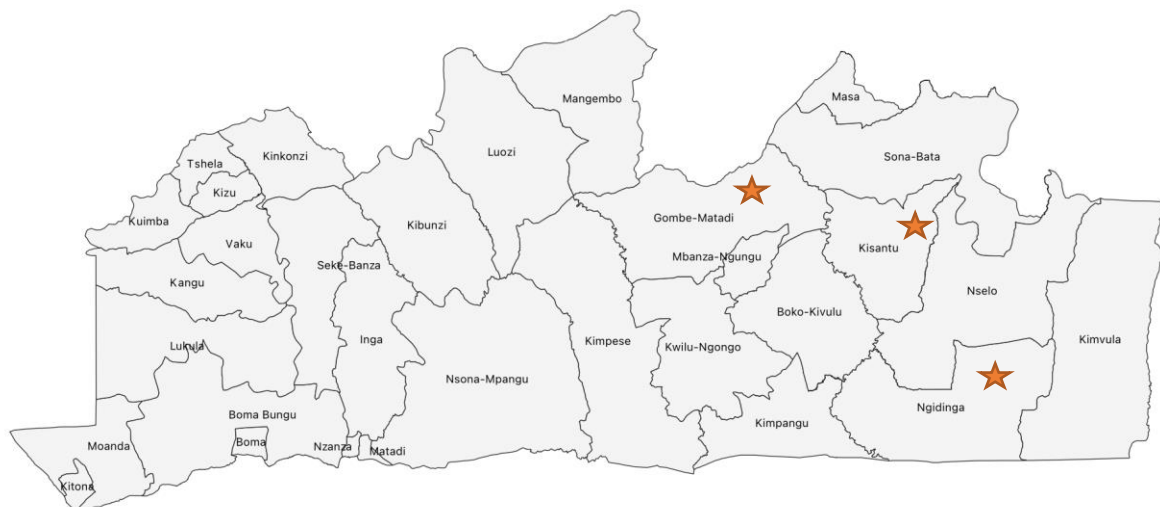 Mangembo
Masa
Luozi
Sona-Bata
Tshela
Kinkonzi
Kizu
Kuimba
Gombe-Matadi
Kibunzi
Vaku
Kisantu
Mbanza-Ngungu
Seke-Banza
Kangu
Nselo
Boko-Kivulu
Inga
Kimvula
Lukula
Kimpese
Kwilu-Ngongo
Nsona-Mpangu
Ngidinga
Boma Bungu
Kimpangu
Boma
Moanda
Nzanza
Matadi
Kitona